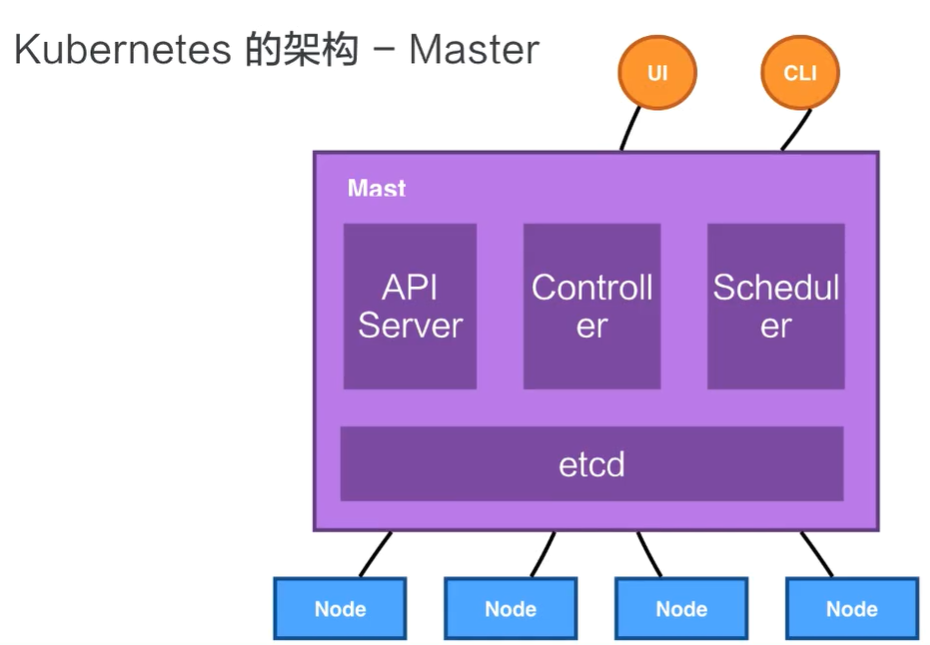 Kubernetes 的架构 – Master
UI
CLI
Mast
API
Server
Controll
er
Schedul
er
etcd
Node
Node
Node
Node